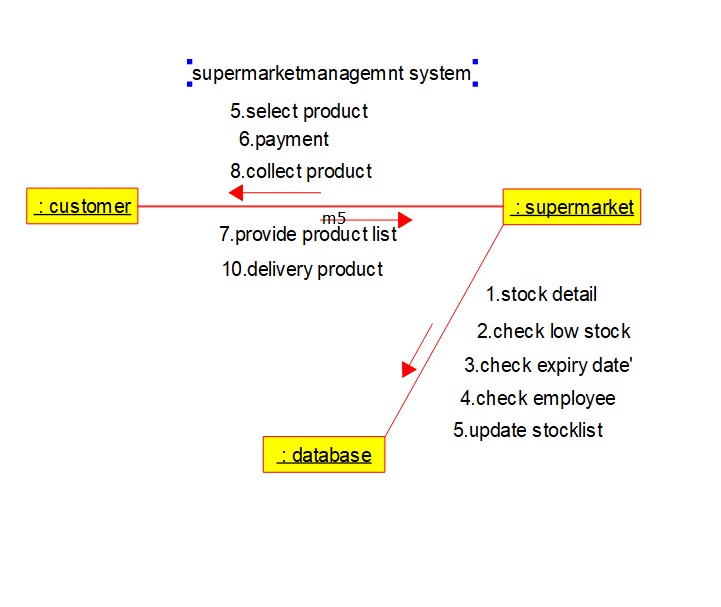 supermarketmanagemnt system
5.select product
6.payment
8.collect product
: customer
: supermarket
m5
7.provide product list
10.delivery product
1.stock detail
2.check low stock
3.check expiry date'
4.check employee
5.update stocklist
: database